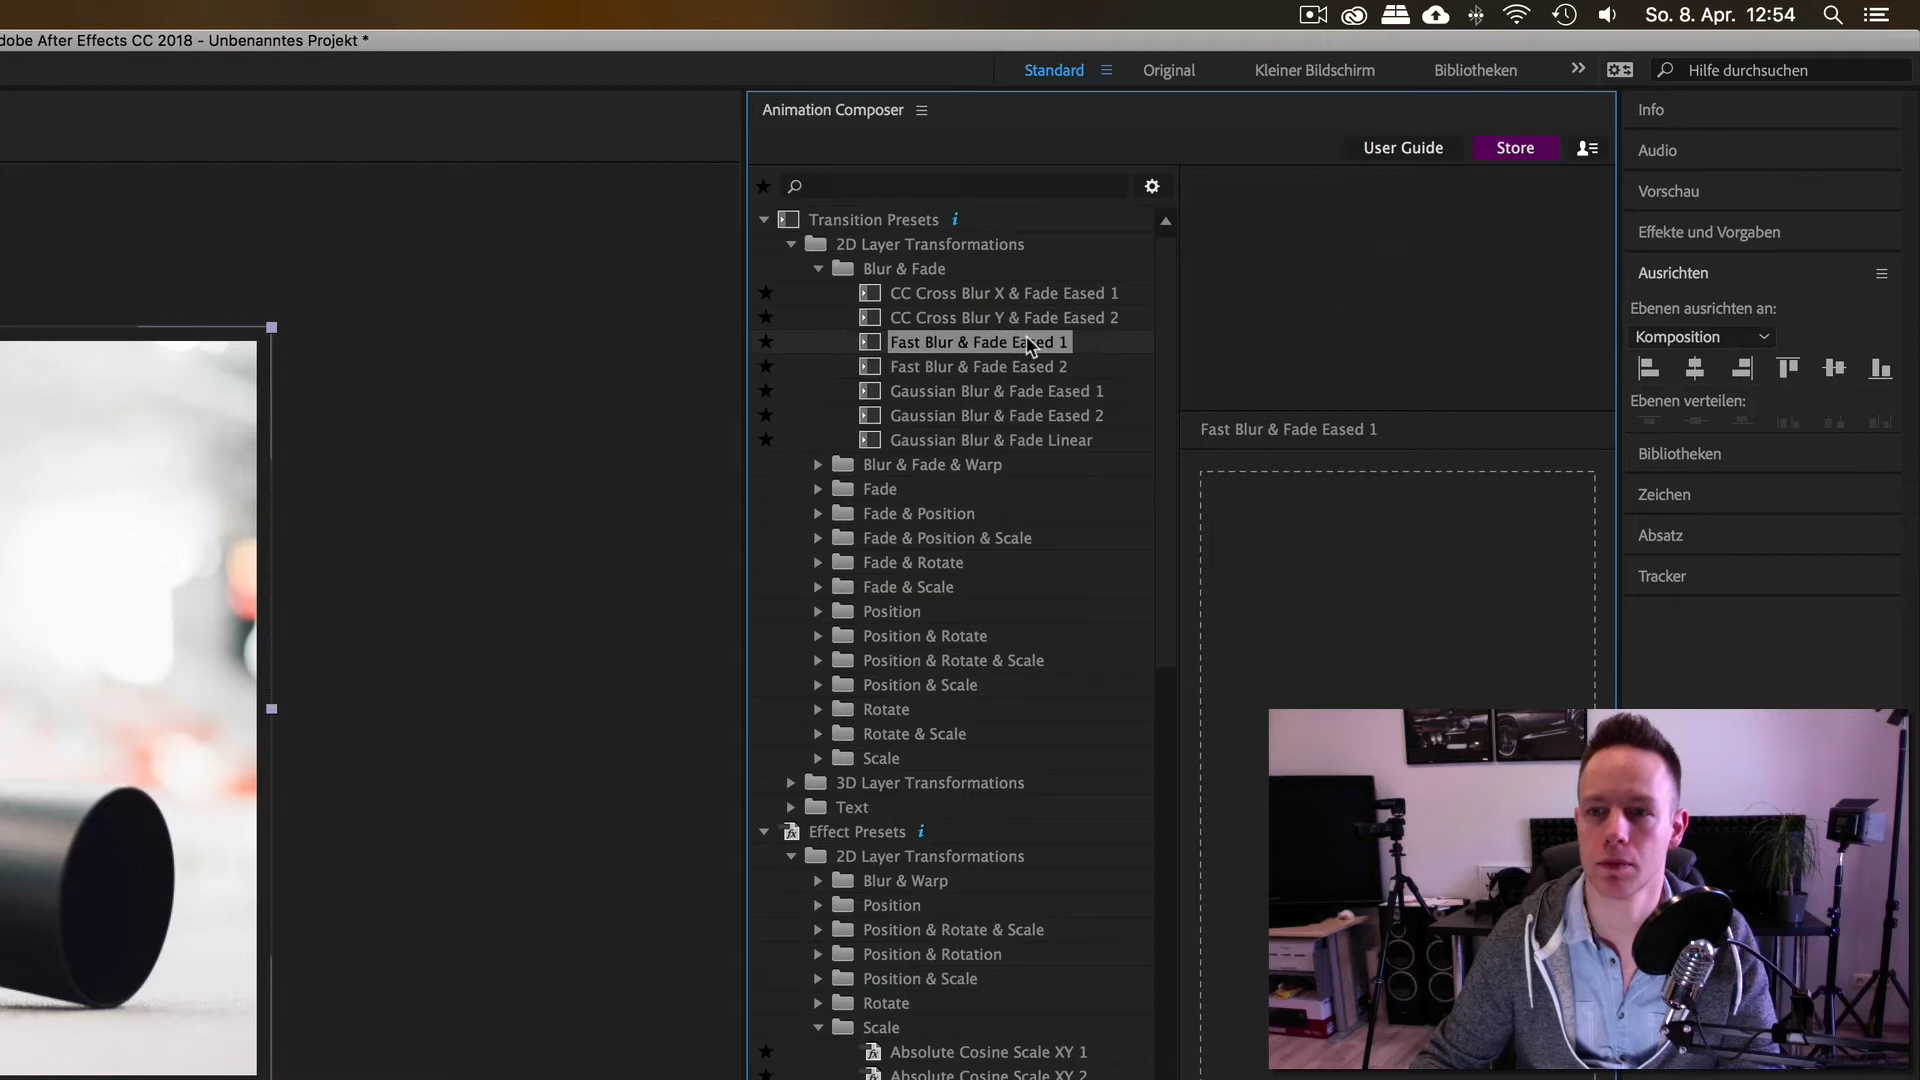 So. 8. Apr. 12:54
dobe After Effects CC 2018 - Unbenanntes Projekt *
Standard Original Kleiner Bildschirm Bibliotheken Hilfe durchsuchen
Animation Composer
User Guide Store
Transition Presets i
2D Layer Transformations
Blur & Fade
CC Cross Blur X & Fade Eased 1
CC Cross Blur Y & Fade Eased 2
Fast Blur & Fade Eased 1
Fast Blur & Fade Eased 2
Gaussian Blur & Fade Eased 1
Gaussian Blur & Fade Eased 2
Gaussian Blur & Fade Linear
Blur & Fade & Warp
Fade
Fade & Position
Fade & Position & Scale
Fade & Rotate
Fade & Scale
Position
Position & Rotate
Position & Rotate & Scale
Position & Scale
Rotate
Rotate & Scale
Scale
3D Layer Transformations
Text
Effect Presets i
2D Layer Transformations
Blur & Warp
Position
Position & Rotate & Scale
Position & Rotation
Position & Scale
Rotate
Scale
Absolute Cosine Scale XY 1
Absolute Cosine Scale XY 2
Fast Blur & Fade Eased 1
Info
Audio
Vorschau
Effekte und Vorgaben
Ausrichten
Ebenen ausrichten an:
Komposition
Ebenen verteilen:
Bibliotheken
Zeichen
Absatz
Tracker